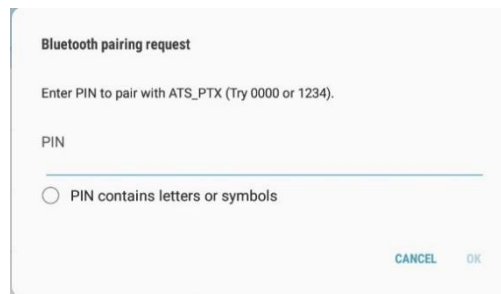 Bluetooth pairing request
Enter PIN to pair with ATS_PTX (Try 0000 or 1234).
PIN
PIN contains letters or symbols
CANCEL OK